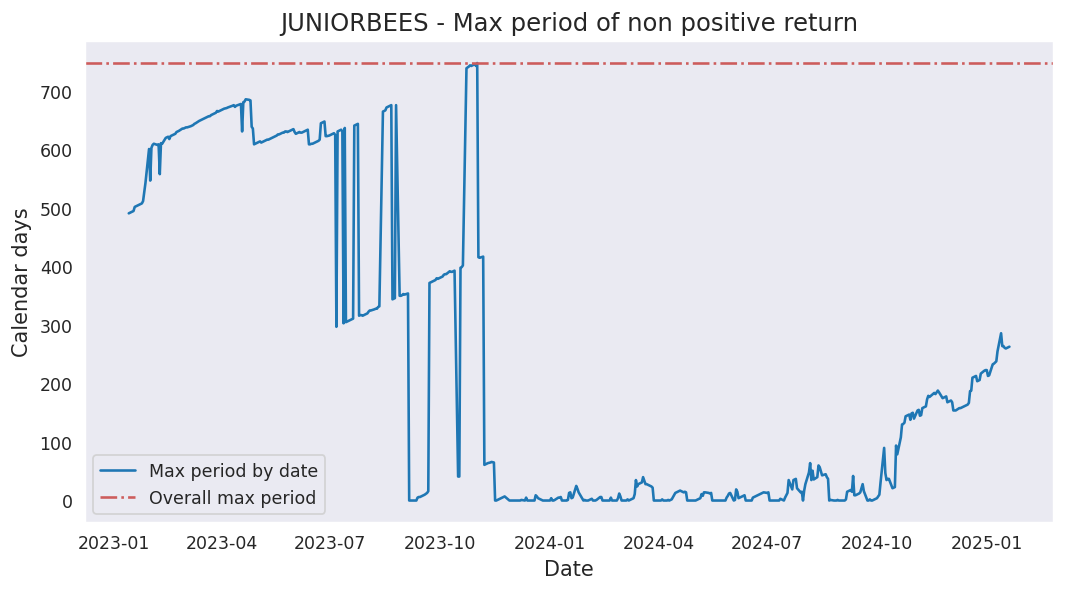 JUNIORBEES - Max period of non positive return
Calendar days
700
600
500
400
300
200
100
0
Max period by date
Overall max period
2023-01 2023-04 2023-07 2023-10 2024-01 2024-04 2024-07 2024-10 2025-01
Date